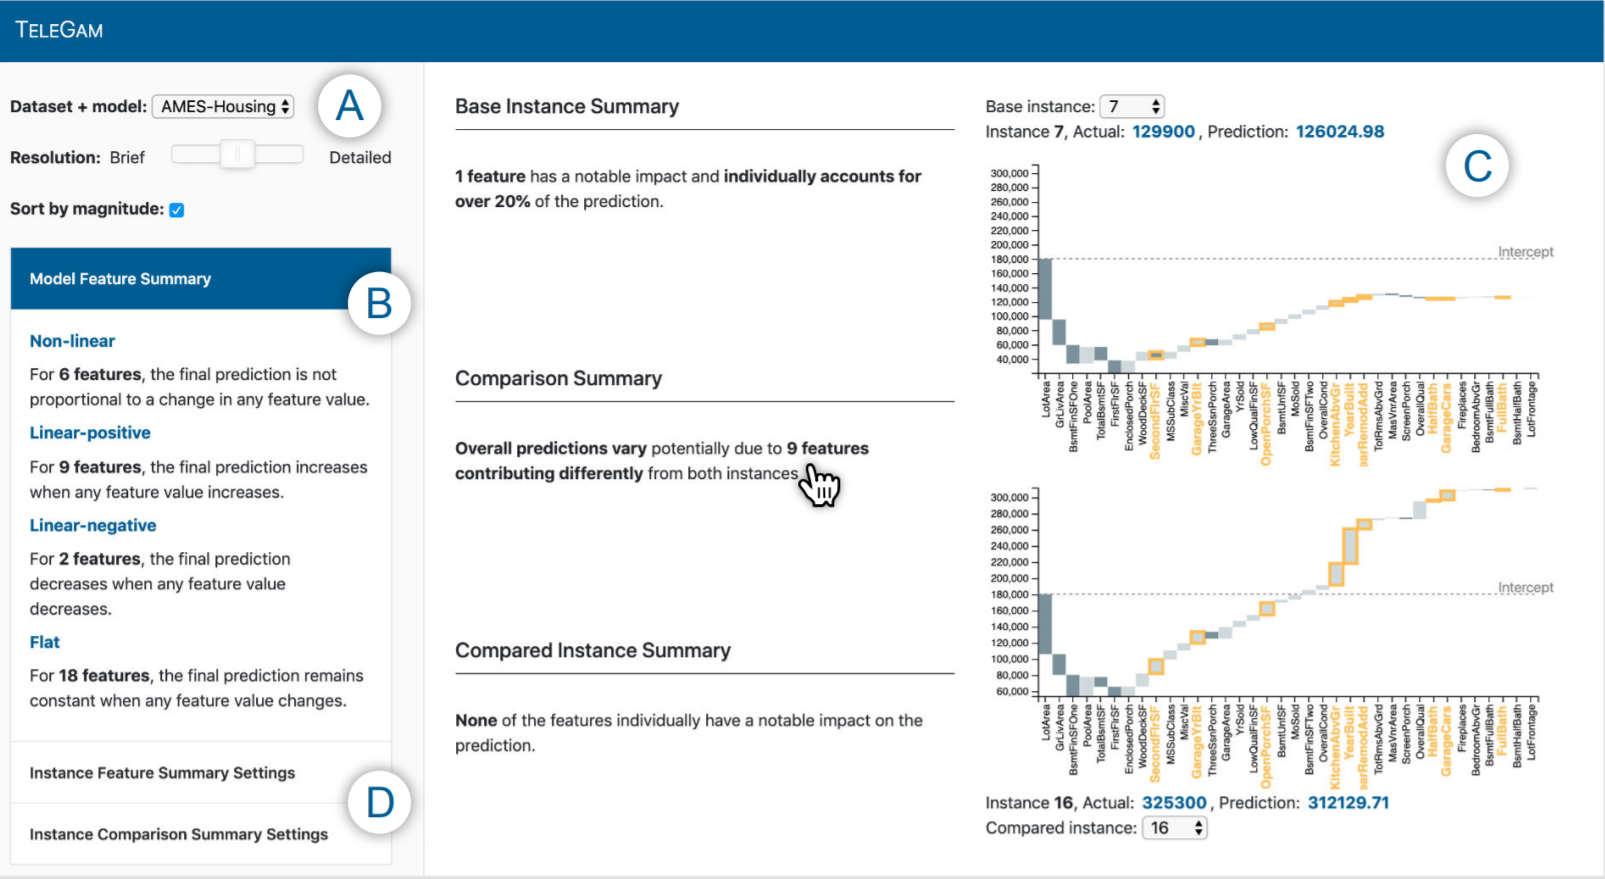 TELEGAM
Dataset + model: AMES-Housing
A
Resolution: Brief Detailed
Sort by magnitude:
Model Feature Summary
B
Non-linear
For 6 features, the final prediction is not
proportional to a change in any feature value.
Linear-positive
For 9 features, the final prediction increases
when any feature value increases.
Linear-negative
For 2 features, the final prediction
decreases when any feature value
decreases.
Flat
For 18 features, the final prediction remains
constant when any feature value changes.
Instance Feature Summary Settings
D
Instance Comparison Summary Settings
Base Instance Summary
1 feature has a notable impact and individually accounts for
over 20% of the prediction.
Comparison Summary
Overall predictions vary potentially due to 9 features
contributing differently from both instances
Compared Instance Summary
None of the features individually have a notable impact on the
prediction.
Base instance: 7
Instance 7, Actual: 129900 , Prediction: 126024.98
C
300,000
280,000
260,000
240,000
220,000
200,000
180,000
160,000
140,000
120,000
100,000
80,000
60,000
40,000
Intercept
LotArea
GrLivArea
BsmtFinSFOne
PoolArea
TotalBsmtSF
FirstFlrSF
EnclosedPorch
WoodDeckSF
SecondFlrSF
MSSubClass
MiscVal
GarageYrBlt
ThreeSsnPorch
GarageArea
YrSold
LowQualFinSF
OpenPorchSF
BsmtUnfSF
MoSold
BsmtFinSFTwo
OverallCond
KitchenAbvGr
YearBuilt
earRemodAdd
TotRmsAbvGrd
MasVnrArea
ScreenPorch
OverallQual
HalfBath
GarageCars
Fireplaces
BedroomAbvGr
BsmtFullBath
FullBath
BsmtHalfBath
LotFrontage
300,000
280,000
260,000
240,000
220,000
200,000
180,000
160,000
140,000
120,000
100,000
80,000
60,000
Intercept
LotArea
GrLivArea
BsmtFinSFOne
PoolArea
TotalBsmtSF
FirstFlrSF
EnclosedPorch
WoodDeckSF
SecondFlrSF
MSSubClass
MiscVal
GarageYrBlt
ThreeSsnPorch
GarageArea
YrSold
LowQualFinSF
OpenPorchSF
BsmtUnfSF
MoSold
BsmtFinSFTwo
OverallCond
KitchenAbvGr
YearBuilt
earRemodAdd
TotRmsAbvGrd
MasVnrArea
ScreenPorch
OverallQual
HalfBath
GarageCars
Fireplaces
BedroomAbvGr
BsmtFullBath
FullBath
BsmtHalfBath
LotFrontage
Instance 16, Actual: 325300 , Prediction: 312129.71
Compared instance: 16